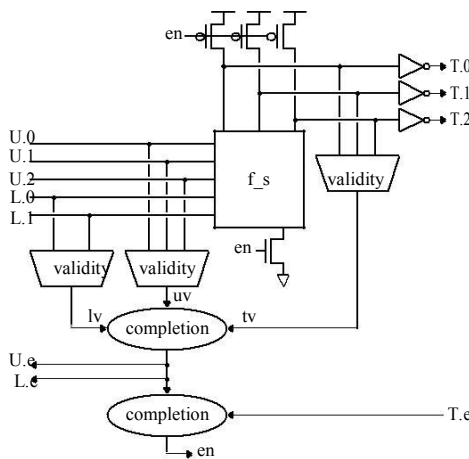 en
T.0
T.1
T.2
U.0
U.1
U.2
L.0
L.1
f_s
validity
en
validity
validity
uv
lv
tv
completion
U.e
L.e
completion
T.e
en